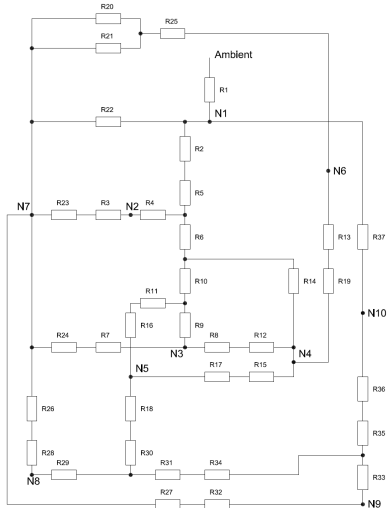 R20
R21
R25
Ambient
R1
R22
N1
R2
N6
R5
R23
R3
N2
R4
N7
R6
R13
R37
R11
R10
R14
R19
R16
R9
N10
R24
R7
N3
R8
R12
N4
N5
R17
R15
R36
R26
R18
R35
R28
R30
N8
R29
R31
R34
R33
R27
R32
N9